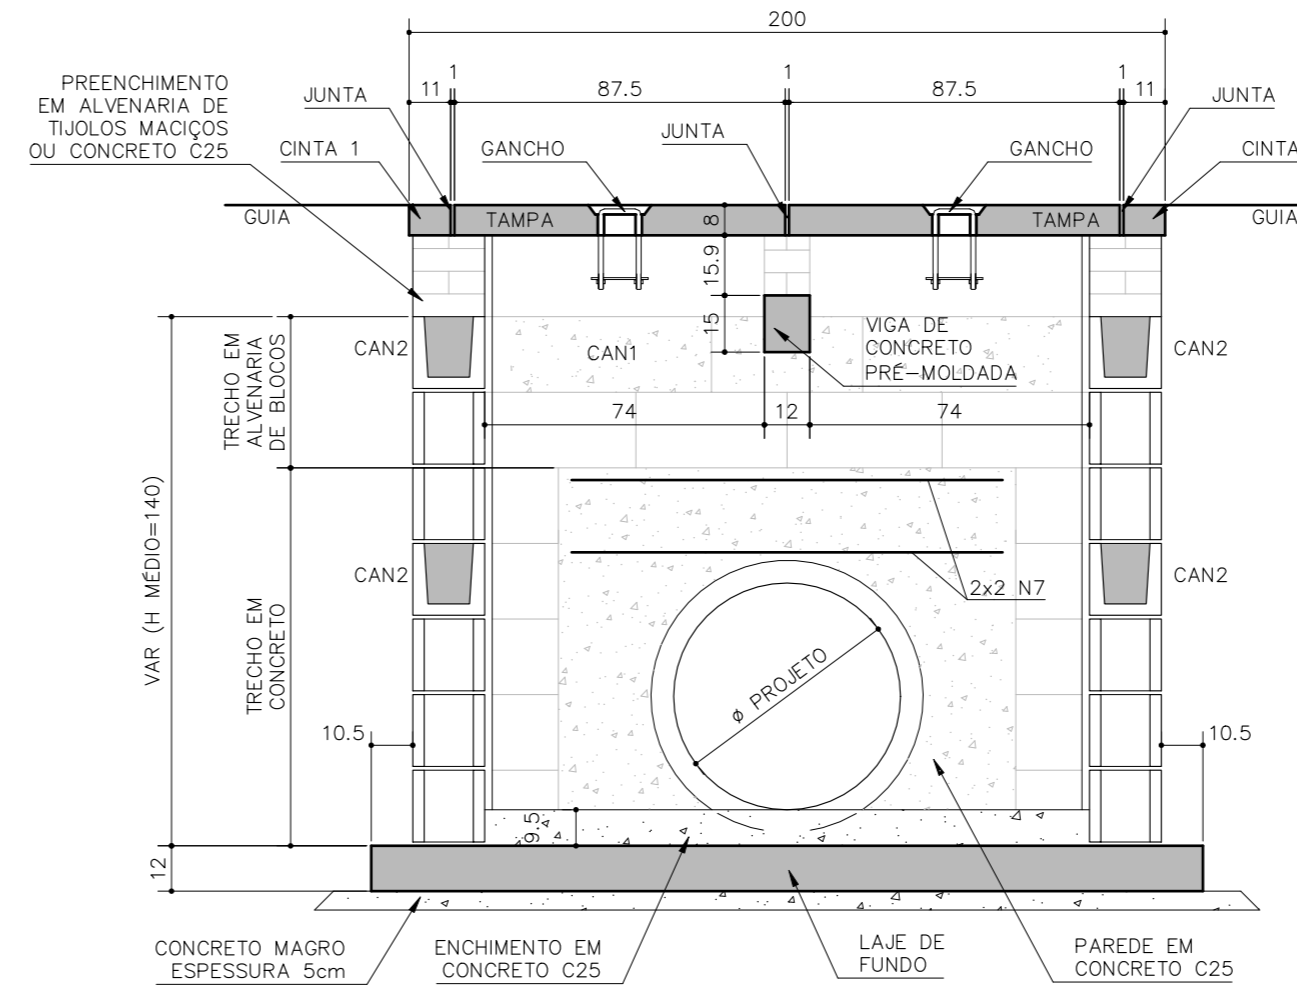 200
1
1
1
11
87.5
87.5
11
PREENCHIMENTO
EM ALVENARIA DE
TIJOLOS MACIÇOS
OU CONCRETO C25
JUNTA
JUNTA
JUNTA
CINTA 1
GANCHO
GANCHO
CINTA
GUIA
TAMPA
8
TAMPA
GUIA
15.9
15
CAN2
CAN1
VIGA DE
CONCRETO
PRÉ-MOLDADA
CAN2
TRECHO EM
ALVENARIA
DE BLOCOS
74
12
74
VAR (H MÉDIO=140)
TRECHO EM
CONCRETO
CAN2
2x2 N7
CAN2
Ø PROJETO
10.5
10.5
9.5
12
CONCRETO MAGRO
ESPESSURA 5cm
ENCHIMENTO EM
CONCRETO C25
LAJE DE
FUNDO
PAREDE EM
CONCRETO C25